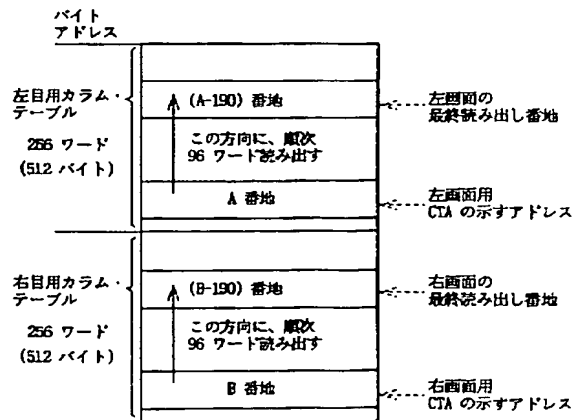 バイト
アドレス
左目用カラム・
テーブル
256 ワード
(512 バイト)
(A-190) 番地
この方向に、順次
96 ワード読み出す
A 番地
左画面の
最終読み出し番地
左画面用
CTA の示すアドレス
右目用カラム・
テーブル
256 ワード
(512 バイト)
(B-190) 番地
この方向に、順次
96 ワード読み出す
B 番地
右画面の
最終読み出し番地
右画面用
CTA の示すアドレス